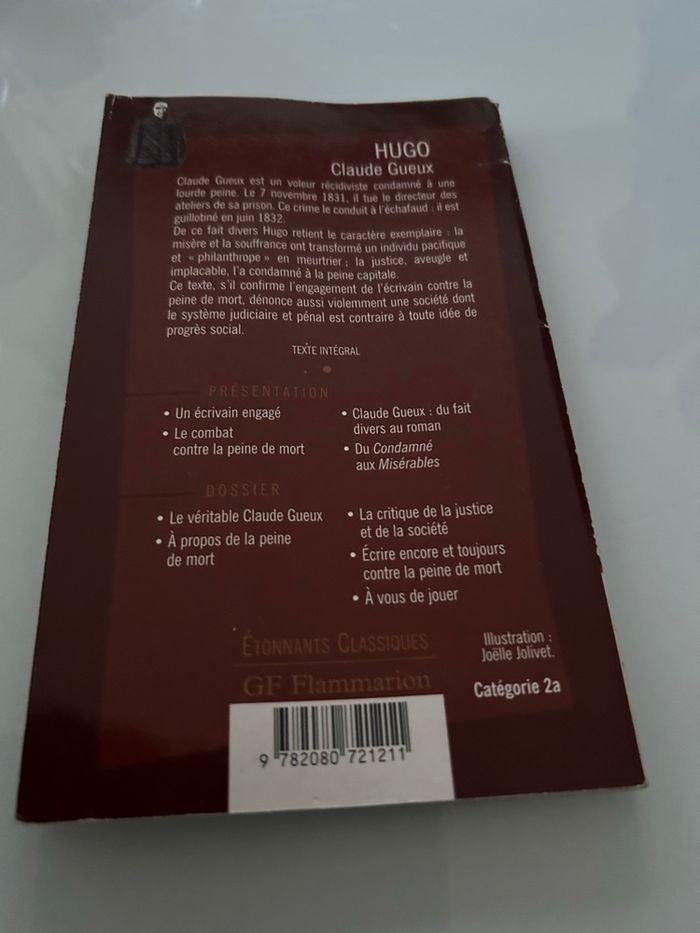 HUGO
Claude Gueux
Claude Gueux est un voleur récidiviste condamné à une
lourde peine. Le 7 novembre 1831, il tue le directeur des
ateliers de sa prison. Ce crime le conduit à l'échafaud : il est
guillotiné en juin 1832.
De ce fait divers Hugo retient le caractère exemplaire : la
misère et la souffrance ont transformé un individu pacifique
et « philanthrope » en meurtrier ; la justice, aveugle et
implacable, l'a condamné à la peine capitale.
Ce texte, s'il confirme l'engagement de l'écrivain contre la
peine de mort, dénonce aussi violemment une société dont
le système judiciaire et pénal est contraire à toute idée de
progrès social.
TEXTE INTÉGRAL
PRÉSENTATION
• Un écrivain engagé
• Le combat
contre la peine de mort
• Claude Gueux : du fait
divers au roman
• Du Condamné
aux Misérables
DOSSIER
• Le véritable Claude Gueux
• À propos de la peine
de mort
• La critique de la justice
et de la société
• Écrire encore et toujours
contre la peine de mort
• À vous de jouer
ÉTONNANTS CLASSIQUES
GF Flammarion
Illustration :
Joëlle Jolivet.
Catégorie 2a
9 782080 721211